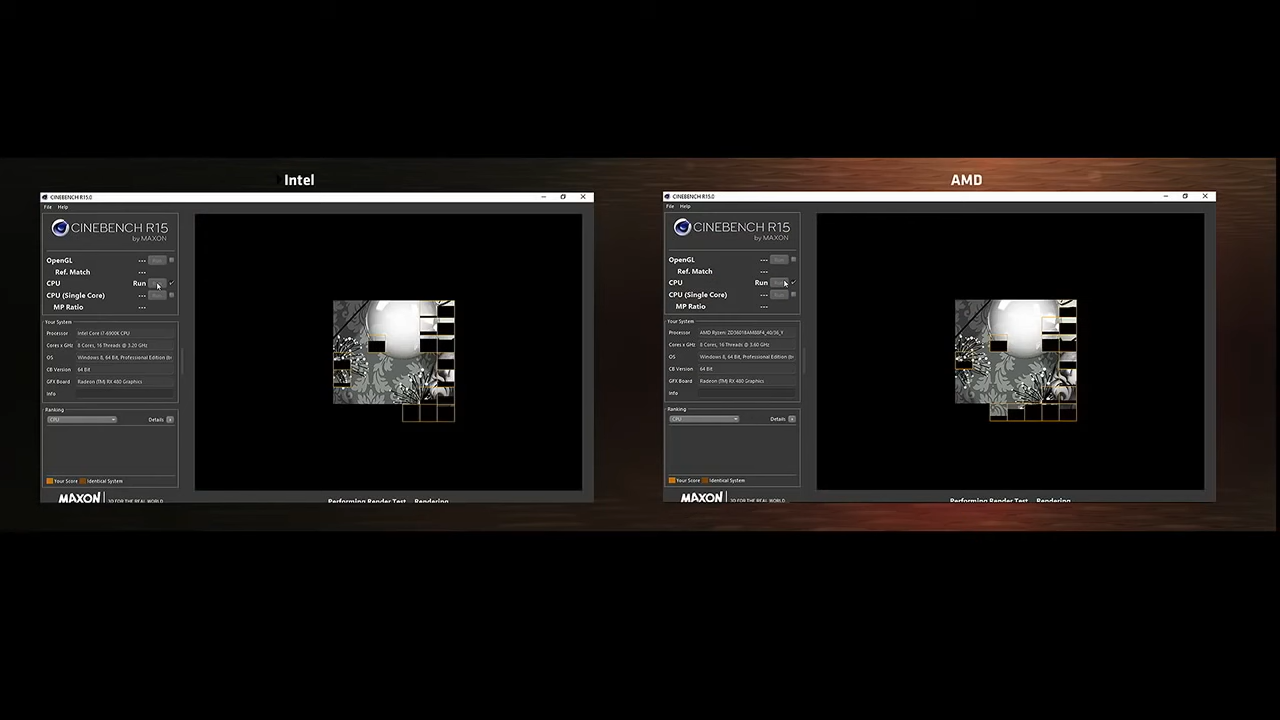 Intel
CINEBENCH R15.0
File Help
CINEBENCH R15
by MAXON
OpenGL ---
Ref. Match ---
CPU Run
CPU (Single Core) ---
MP Ratio ---
Your System
Processor Intel Core i7-6900K CPU
Cores x GHz 8 Cores, 16 Threads @ 3.20 GHz
OS Windows 8, 64 Bit, Professional Edition
CB Version 64 Bit
GFX Board Radeon (TM) RX 480 Graphics
Info
Ranking
CPU Details
Your Score Identical System
MAXON 3D FOR THE REAL WORLD
Performing Render Test... Rendering
AMD
CINEBENCH R15.0
File Help
CINEBENCH R15
by MAXON
OpenGL ---
Ref. Match ---
CPU Run
CPU (Single Core) ---
MP Ratio ---
Your System
Processor AMD Ryzen:
Cores x GHz 8 Cores, 16 Threads @ 3.60 GHz
OS Windows 8, 64 Bit, Professional Edition
CB Version 64 Bit
GFX Board Radeon (TM) RX 480 Graphics
Info
Ranking
CPU Details
Your Score Identical System
MAXON 3D FOR THE REAL WORLD
Performing Render Test... Rendering